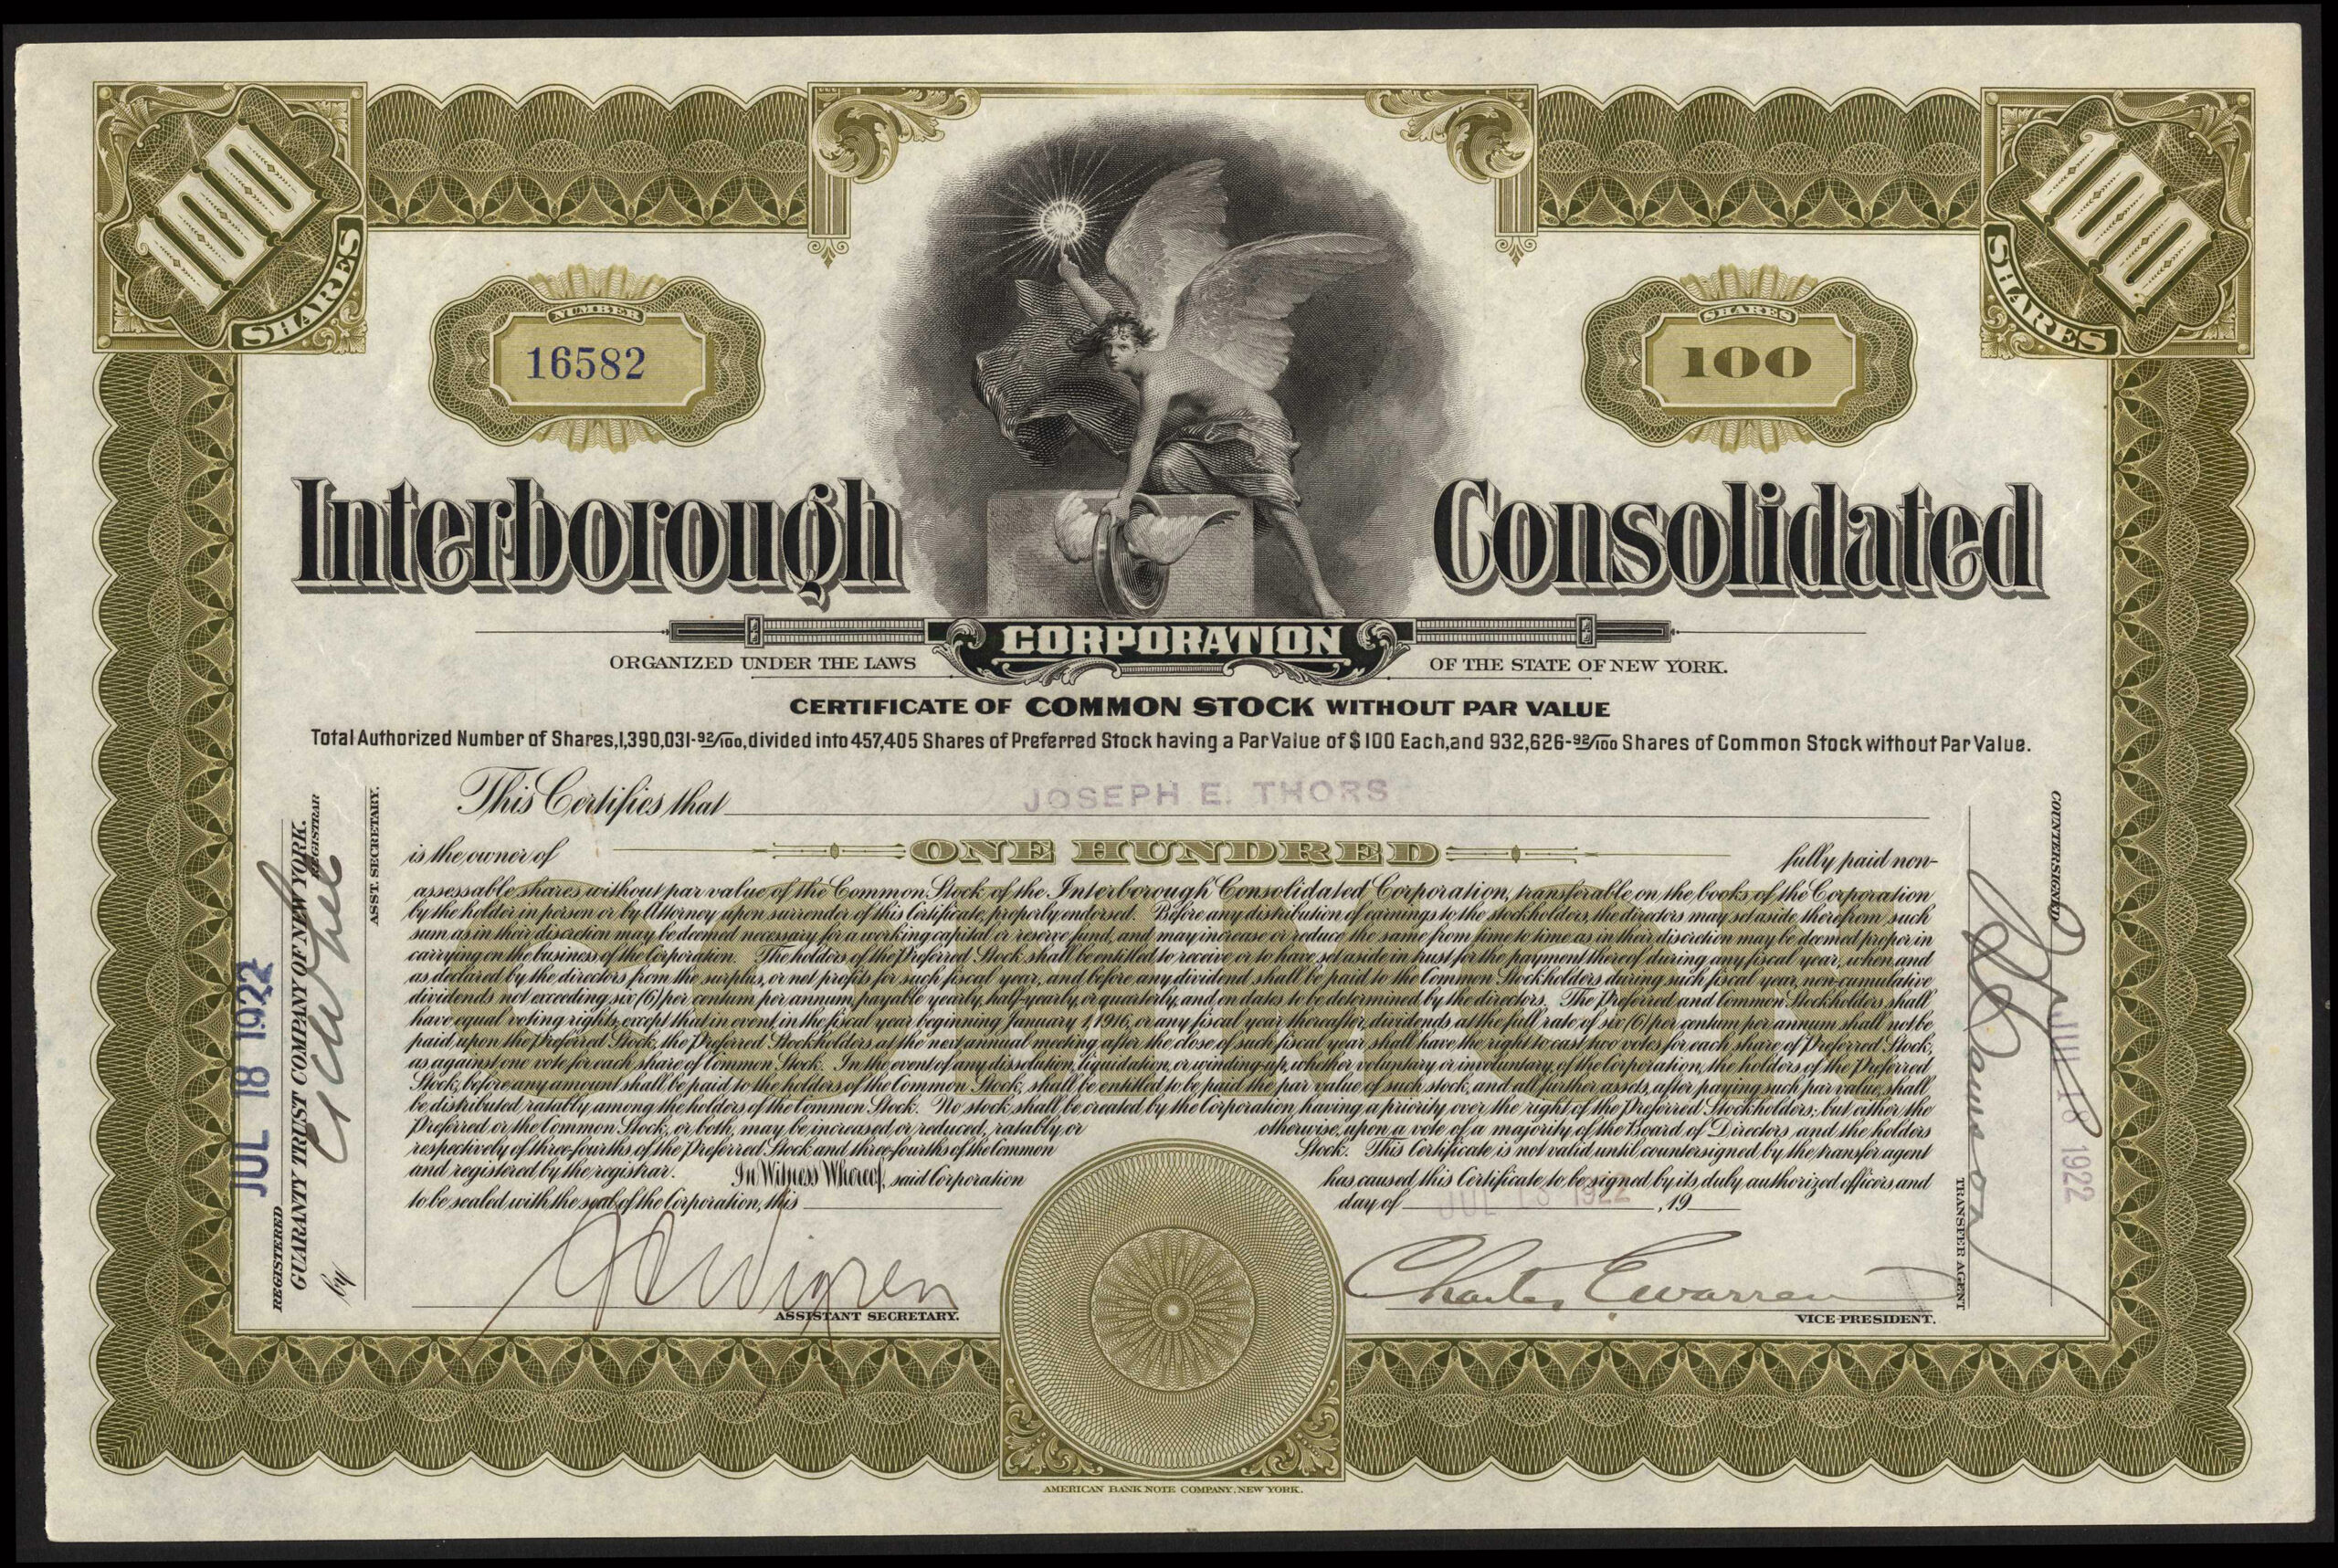 100
SHARES
100
SHARES
NUMBER
16582
SHARES
100
Interborough Consolidated
CORPORATION
ORGANIZED UNDER THE LAWS OF THE STATE OF NEW YORK.
CERTIFICATE OF COMMON STOCK WITHOUT PAR VALUE
Total Authorized Number of Shares, 1,390,031-92/100, divided into 457,405 Shares of Preferred Stock having a Par Value of $100 Each, and 932,626-92/100 Shares of Common Stock without Par Value.
This Certifies that JOSEPH E. THORS
is the owner of ONE HUNDRED fully paid non-
assessable shares without par value of the Common Stock of the Interborough Consolidated Corporation, transferable on the books of the Corporation
by the holder in person or by Attorney upon surrender of this Certificate, properly endorsed. Before any distribution of earnings to the stockholders, the directors may set aside therefrom such
sum as in their discretion may be deemed necessary for a working capital or reserve fund, and may increase or reduce the same from time to time as in their discretion may be deemed proper in
carrying on the business of the Corporation. The holders of the Preferred Stock shall be entitled to receive or to have set aside in trust for the payment thereof during any fiscal year, when and
as declared by the directors from the surplus, or net profits for such fiscal year, and before any dividend shall be paid to the Common Stockholders during such fiscal year, non-cumulative
dividends not exceeding six (6) per centum per annum, payable yearly, half-yearly, or quarterly, and on dates to be determined by the directors. The Preferred and Common Stockholders shall
have equal voting rights, except that in event, in the fiscal year beginning January 1, 1916, or any fiscal year thereafter, dividends at the full rate of six (6) per centum per annum shall not be
paid upon the Preferred Stock, the Preferred Stockholders at the next annual meeting after the close of such fiscal year shall have the right to cast two votes for each share of Preferred Stock,
as against one vote for each share of Common Stock. In the event of any dissolution, liquidation, or winding-up, whether voluntary or involuntary, of the Corporation, the holders of the Preferred
Stock, before any amount shall be paid to the holders of the Common Stock, shall be entitled to be paid the par value of such stock, and all further assets, after paying such par value, shall
be distributed ratably among the holders of the Common Stock. No stock shall be created by the Corporation, having a priority over the right of the Preferred Stockholders; but either the
Preferred or the Common Stock, or both, may be increased or reduced, ratably or otherwise, upon a vote of a majority of the Board of Directors, and the holders
respectively of three-fourths of the Preferred Stock and three-fourths of the Common Stock. This Certificate is not valid until countersigned by the transfer agent
and registered by the registrar. In Witness Whereof, said Corporation has caused this Certificate to be signed by its duly authorized officers, and
to be sealed with the seal of the Corporation, this day of JUL 18 1922, 19
ASSISTANT SECRETARY.
VICE-PRESIDENT.
JUL 18 1922
REGISTERED
GUARANTY TRUST COMPANY OF NEW YORK.
REGISTRAR
by
ASST. SECRETARY.
COUNTERSIGNED
JUL 18 1922
TRANSFER AGENT
AMERICAN BANK NOTE COMPANY, NEW YORK.